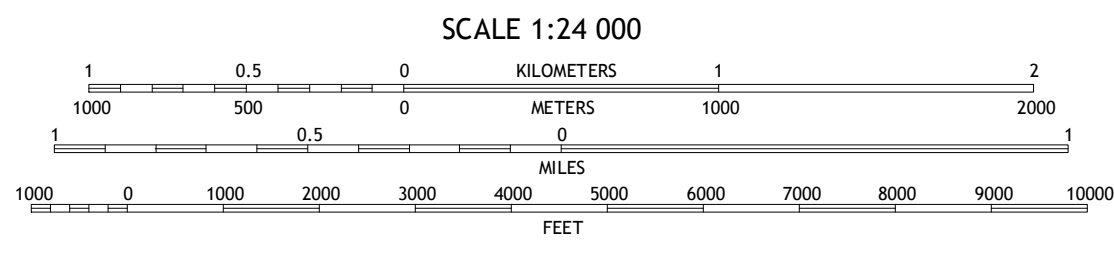 SCALE 1:24 000
1 0.5 0 KILOMETERS 1 2
1000 500 0 METERS 1000 2000
1 0.5 0 1
MILES
1000 0 1000 2000 3000 4000 5000 6000 7000 8000 9000 10000
FEET